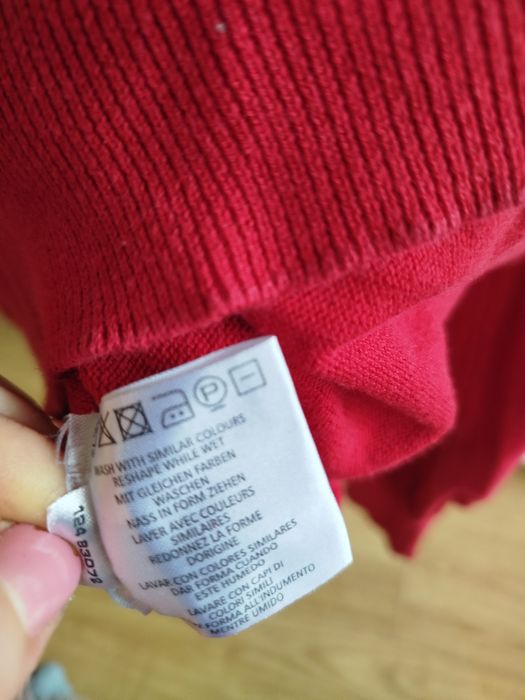 P
WASH WITH SIMILAR COLOURS
RESHAPE WHILE WET
MIT GLEICHEN FARBEN
WASCHEN
NASS IN FORM ZIEHEN
LAVER AVEC COULEURS
SIMILAIRES
REDONNEZ LA FORME
DORIGINE
LAVAR CON COLORES SIMILARES
DAR FORMA CUANDO
ESTE HUMEDO
LAVARE CON CAPI DI
COLORI SIMILI
FORMA ALL'INDUMENTO
MENTRE UMIDO